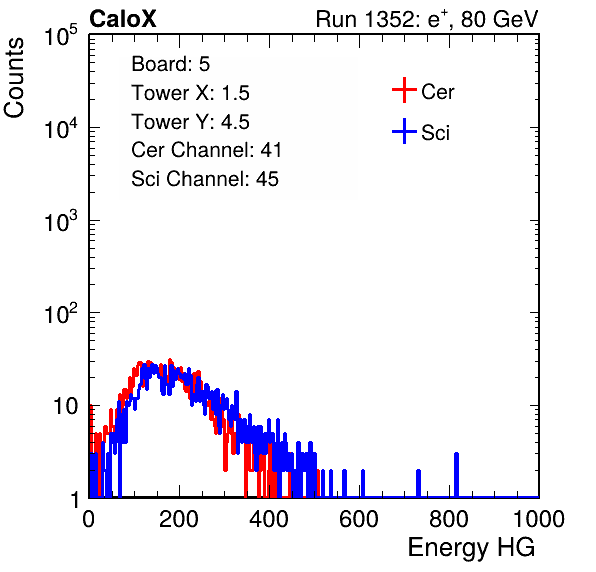 CaloX
Run 1352: e⁺, 80 GeV
Counts
10⁵
10⁴
10³
10²
10
1
Board: 5
Tower X: 1.5
Tower Y: 4.5
Cer Channel: 41
Sci Channel: 45
Cer
Sci
0 200 400 600 800 1000
Energy HG